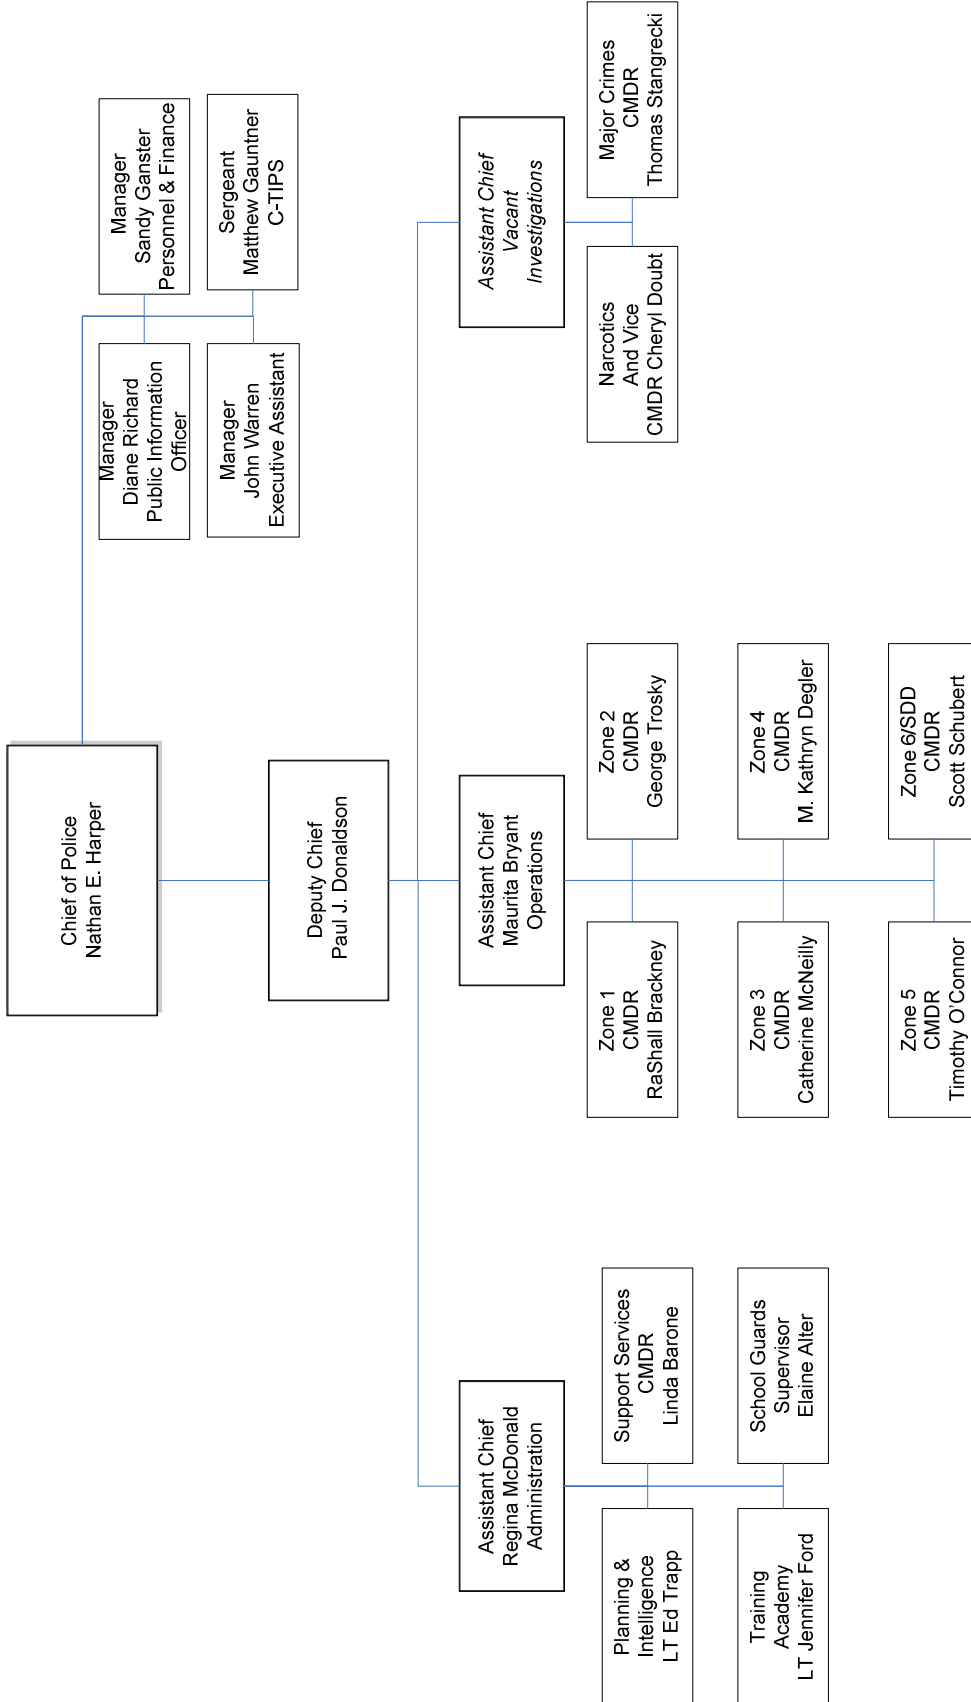 Chief of Police
Nathan E. Harper
Manager
Diane Richard
Public Information
Officer
Manager
Sandy Ganster
Personnel & Finance
Manager
John Warren
Executive Assistant
Sergeant
Matthew Gauntner
C-TIPS
Deputy Chief
Paul J. Donaldson
Assistant Chief
Regina McDonald
Administration
Assistant Chief
Maurita Bryant
Operations
Assistant Chief
Vacant
Investigations
Planning &
Intelligence
LT Ed Trapp
Support Services
CMDR
Linda Barone
Training
Academy
LT Jennifer Ford
School Guards
Supervisor
Elaine Alter
Zone 1
CMDR
RaShall Brackney
Zone 2
CMDR
George Trosky
Zone 3
CMDR
Catherine McNeilly
Zone 4
CMDR
M. Kathryn Degler
Zone 5
CMDR
Timothy O’Connor
Zone 6/SDD
CMDR
Scott Schubert
Narcotics
And Vice
CMDR Cheryl Doubt
Major Crimes
CMDR
Thomas Stangrecki